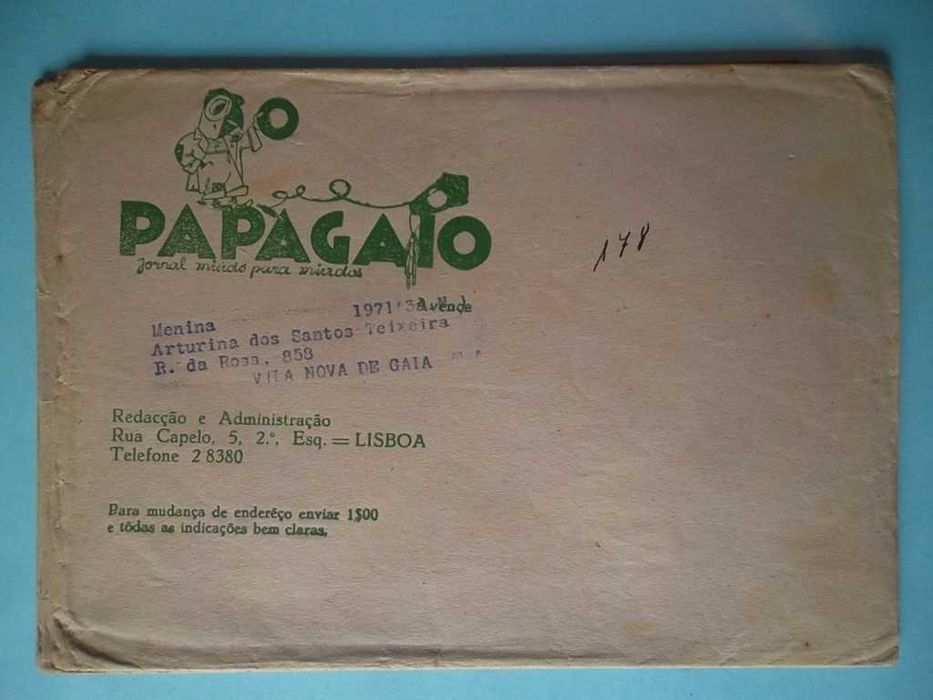 O
PAPAGAIO
Jornal miúdo para miúdos
178
1971
Avença
Menina
Arturina dos Santos Teixeira
R. da Rosa, 858
VILA NOVA DE GAIA
Redacção e Administração
Rua Capelo, 5, 2.º, Esq. = LISBOA
Telefone 2 8380
Para mudança de enderêço enviar 1$00
e tôdas as indicações bem claras,